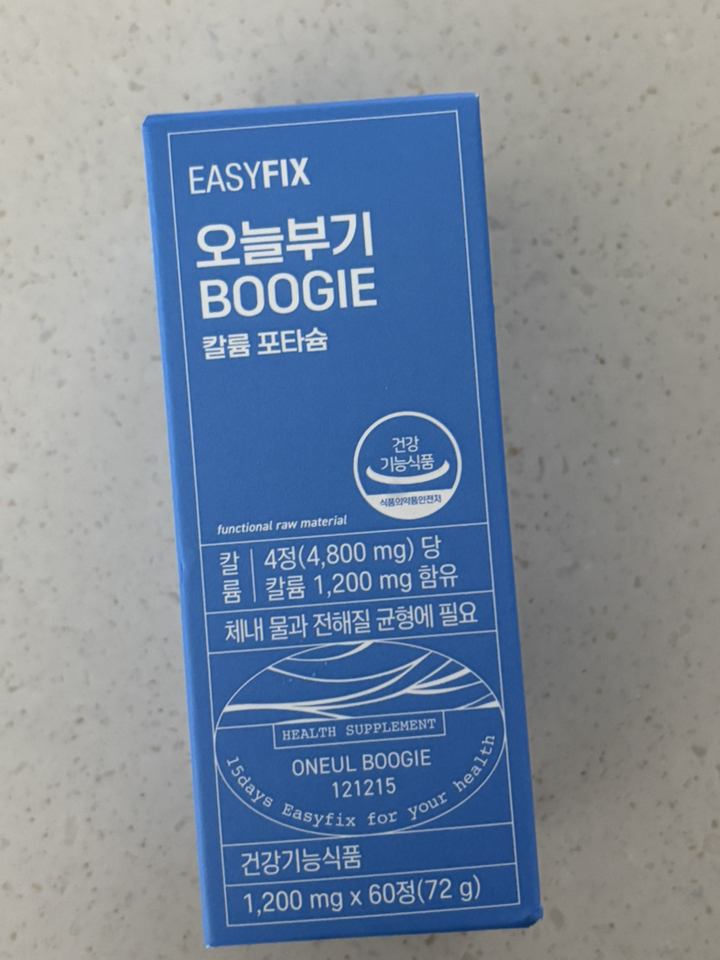 EASYFIX
오늘부기
BOOGIE
칼륨 포타슘
건강
기능식품
식품의약품안전처
functional raw material
칼륨
4정(4,800 mg) 당
칼륨 1,200 mg 함유
체내 물과 전해질 균형에 필요
HEALTH SUPPLEMENT
ONEUL BOOGIE
121215
15days Easyfix for your health
건강기능식품
1,200 mg x 60정(72 g)